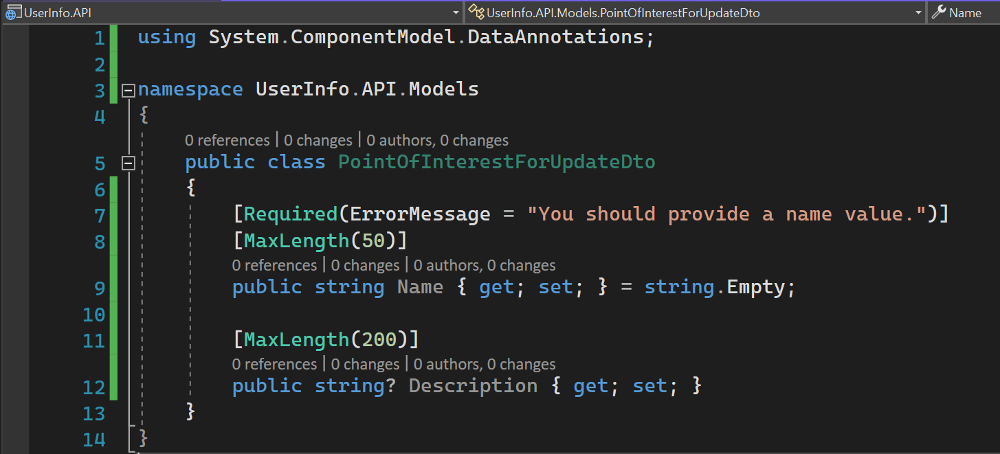 UserInfo.API UserInfo.API.Models.PointOfInterestForUpdateDto Name
1 using System.ComponentModel.DataAnnotations;
2
3 namespace UserInfo.API.Models
4 {
0 references | 0 changes | 0 authors, 0 changes
5 public class PointOfInterestForUpdateDto
6 {
7 [Required(ErrorMessage = "You should provide a name value.")]
8 [MaxLength(50)]
0 references | 0 changes | 0 authors, 0 changes
9 public string Name { get; set; } = string.Empty;
10
11 [MaxLength(200)]
0 references | 0 changes | 0 authors, 0 changes
12 public string? Description { get; set; }
13 }
14 }